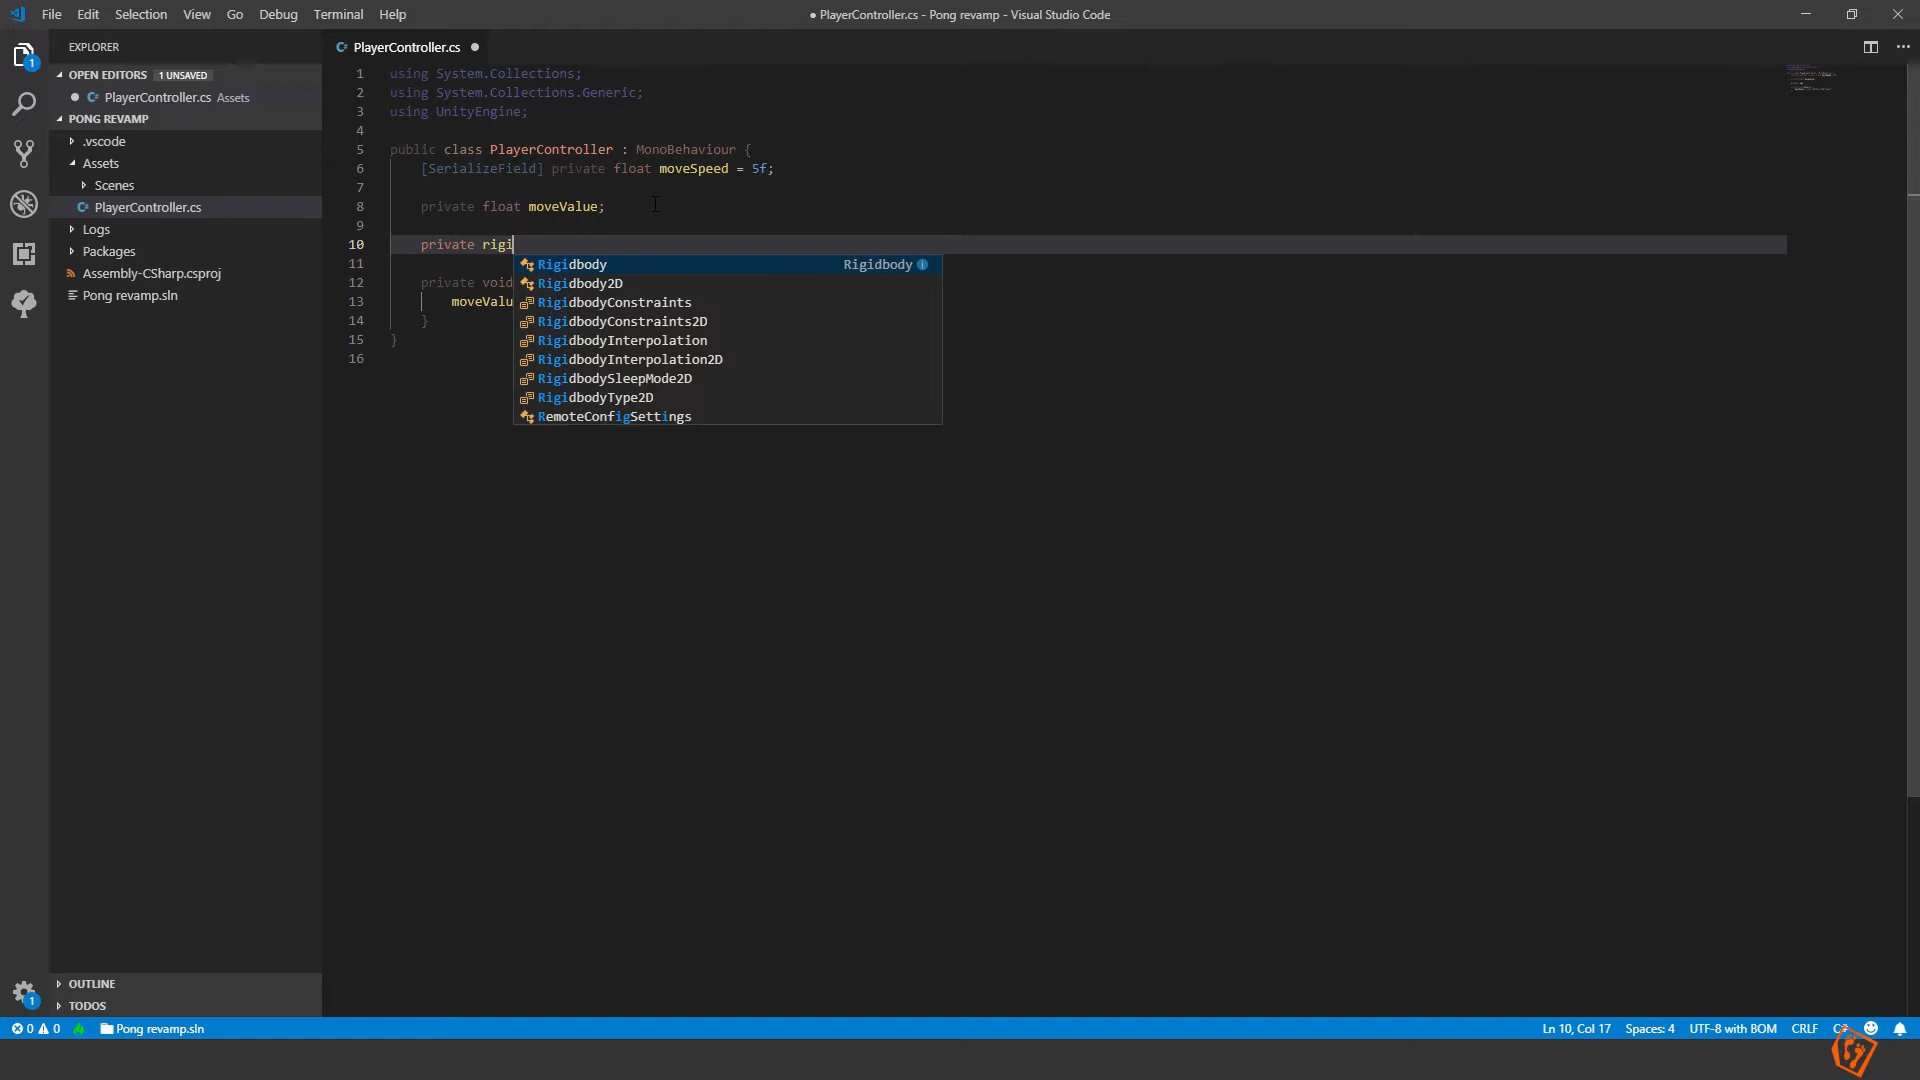 File Edit Selection View Go Debug Terminal Help
● PlayerController.cs - Pong revamp - Visual Studio Code
EXPLORER
OPEN EDITORS 1 UNSAVED
PlayerController.cs Assets
PONG REVAMP
.vscode
Assets
Scenes
PlayerController.cs
Logs
Packages
Assembly-CSharp.csproj
Pong revamp.sln
OUTLINE
TODOS
PlayerController.cs
1 using System.Collections;
2 using System.Collections.Generic;
3 using UnityEngine;
4
5 public class PlayerController : MonoBehaviour {
6 [SerializeField] private float moveSpeed = 5f;
7
8 private float moveValue;
9
10 private rigi
11
12 private void
13 moveValu
14 }
15 }
16
Rigidbody Rigidbody
Rigidbody2D
RigidbodyConstraints
RigidbodyConstraints2D
RigidbodyInterpolation
RigidbodyInterpolation2D
RigidbodySleepMode2D
RigidbodyType2D
RemoteConfigSettings
1
1
0 0 Pong revamp.sln
Ln 10, Col 17 Spaces: 4 UTF-8 with BOM CRLF